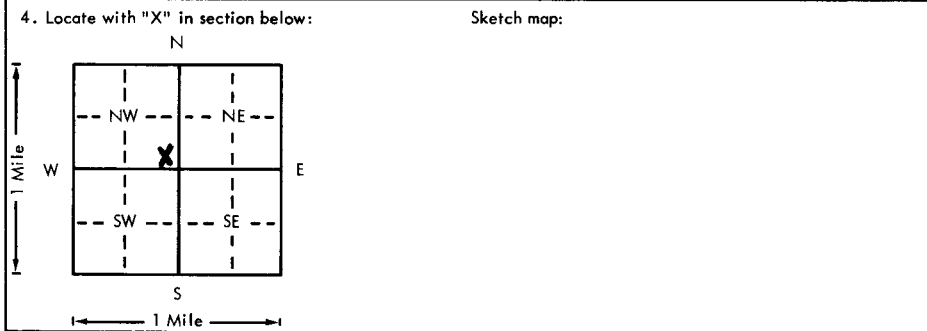 4. Locate with "X" in section below: Sketch map:
N
NW NE
X
W E
1 Mile
SW SE
S
1 Mile